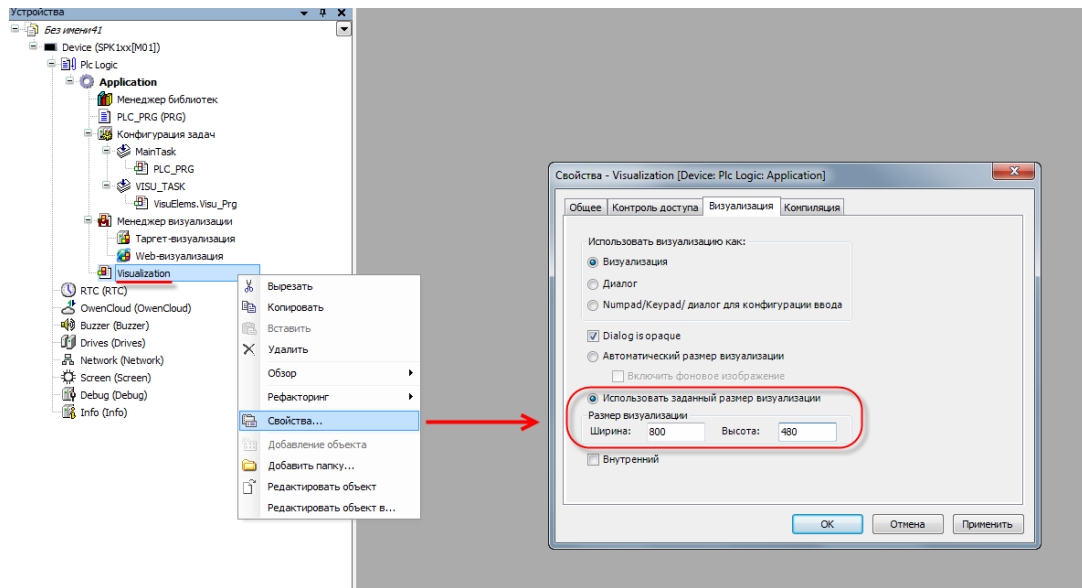 Устройства
Без имени41
Device (SPK1xx[M01])
Plc Logic
Application
Менеджер библиотек
PLC_PRG (PRG)
Конфигурация задач
MainTask
PLC_PRG
VISU_TASK
VisuElems.Visu_Prg
Менеджер визуализации
Таргет-визуализация
Web-визуализация
Visualization
RTC (RTC)
OwenCloud (OwenCloud)
Buzzer (Buzzer)
Drives (Drives)
Network (Network)
Screen (Screen)
Debug (Debug)
Info (Info)
Вырезать
Копировать
Вставить
Удалить
Обзор
Рефакторинг
Свойства...
Добавление объекта
Добавить папку...
Редактировать объект
Редактировать объект в...
Свойства - Visualization [Device: Plc Logic: Application]
Общее Контроль доступа Визуализация Компиляция
Использовать визуализацию как:
Визуализация
Диалог
Numpad/Keypad/ диалог для конфигурации ввода
Dialog is opaque
Автоматический размер визуализации
Включить фоновое изображение
Использовать заданный размер визуализации
Размер визуализации
Ширина: 800 Высота: 480
Внутренний
OK Отмена Применить